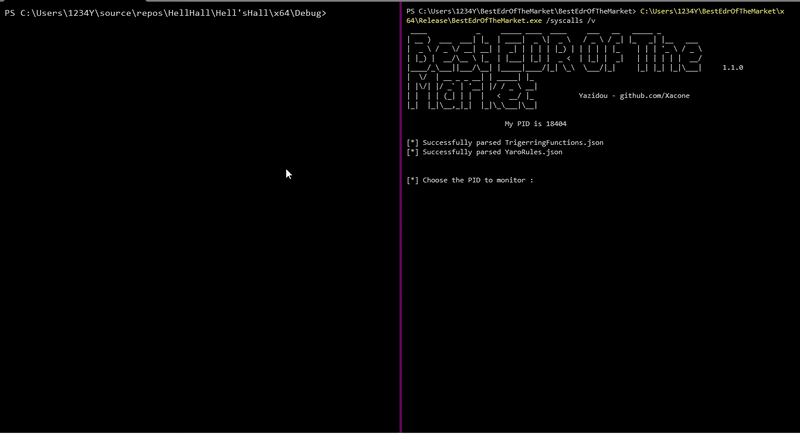 PS C:\Users\1234Y\source\repos\HellHall\Hell'sHall\x64\Debug>
PS C:\Users\1234Y\BestEdrOfTheMarket\BestEdrOfTheMarket> C:\Users\1234Y\BestEdrOfTheMarket\x
64\Release\BestEdrOfTheMarket.exe /syscalls /v
Best EDR Of The
Market
1.1.0
Yazidou - github.com/Xacone
My PID is 18404
[*] Successfully parsed TrigerringFunctions.json
[*] Successfully parsed YaroRules.json
[*] Choose the PID to monitor :